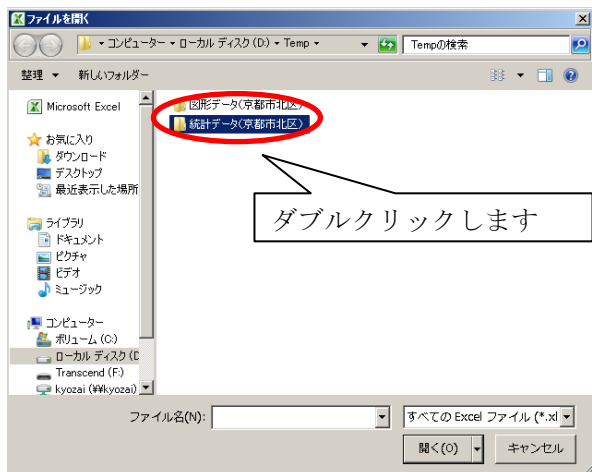 ファイルを開く
コンピューター ▾ ローカル ディスク (D:) ▾ Temp ▾
Tempの検索
整理 ▼ 新しいフォルダー
Microsoft Excel
お気に入り
ダウンロード
デスクトップ
最近表示した場所
ライブラリ
ドキュメント
ピクチャ
ビデオ
ミュージック
コンピューター
ボリューム (C:)
ローカル ディスク (D
Transcend (F:)
kyozai (¥¥kyozai)
図形データ(京都市北区)
統計データ(京都市北区)
ダブルクリックします
ファイル名(N):
すべての Excel ファイル (*.xl
開く(O)
キャンセル